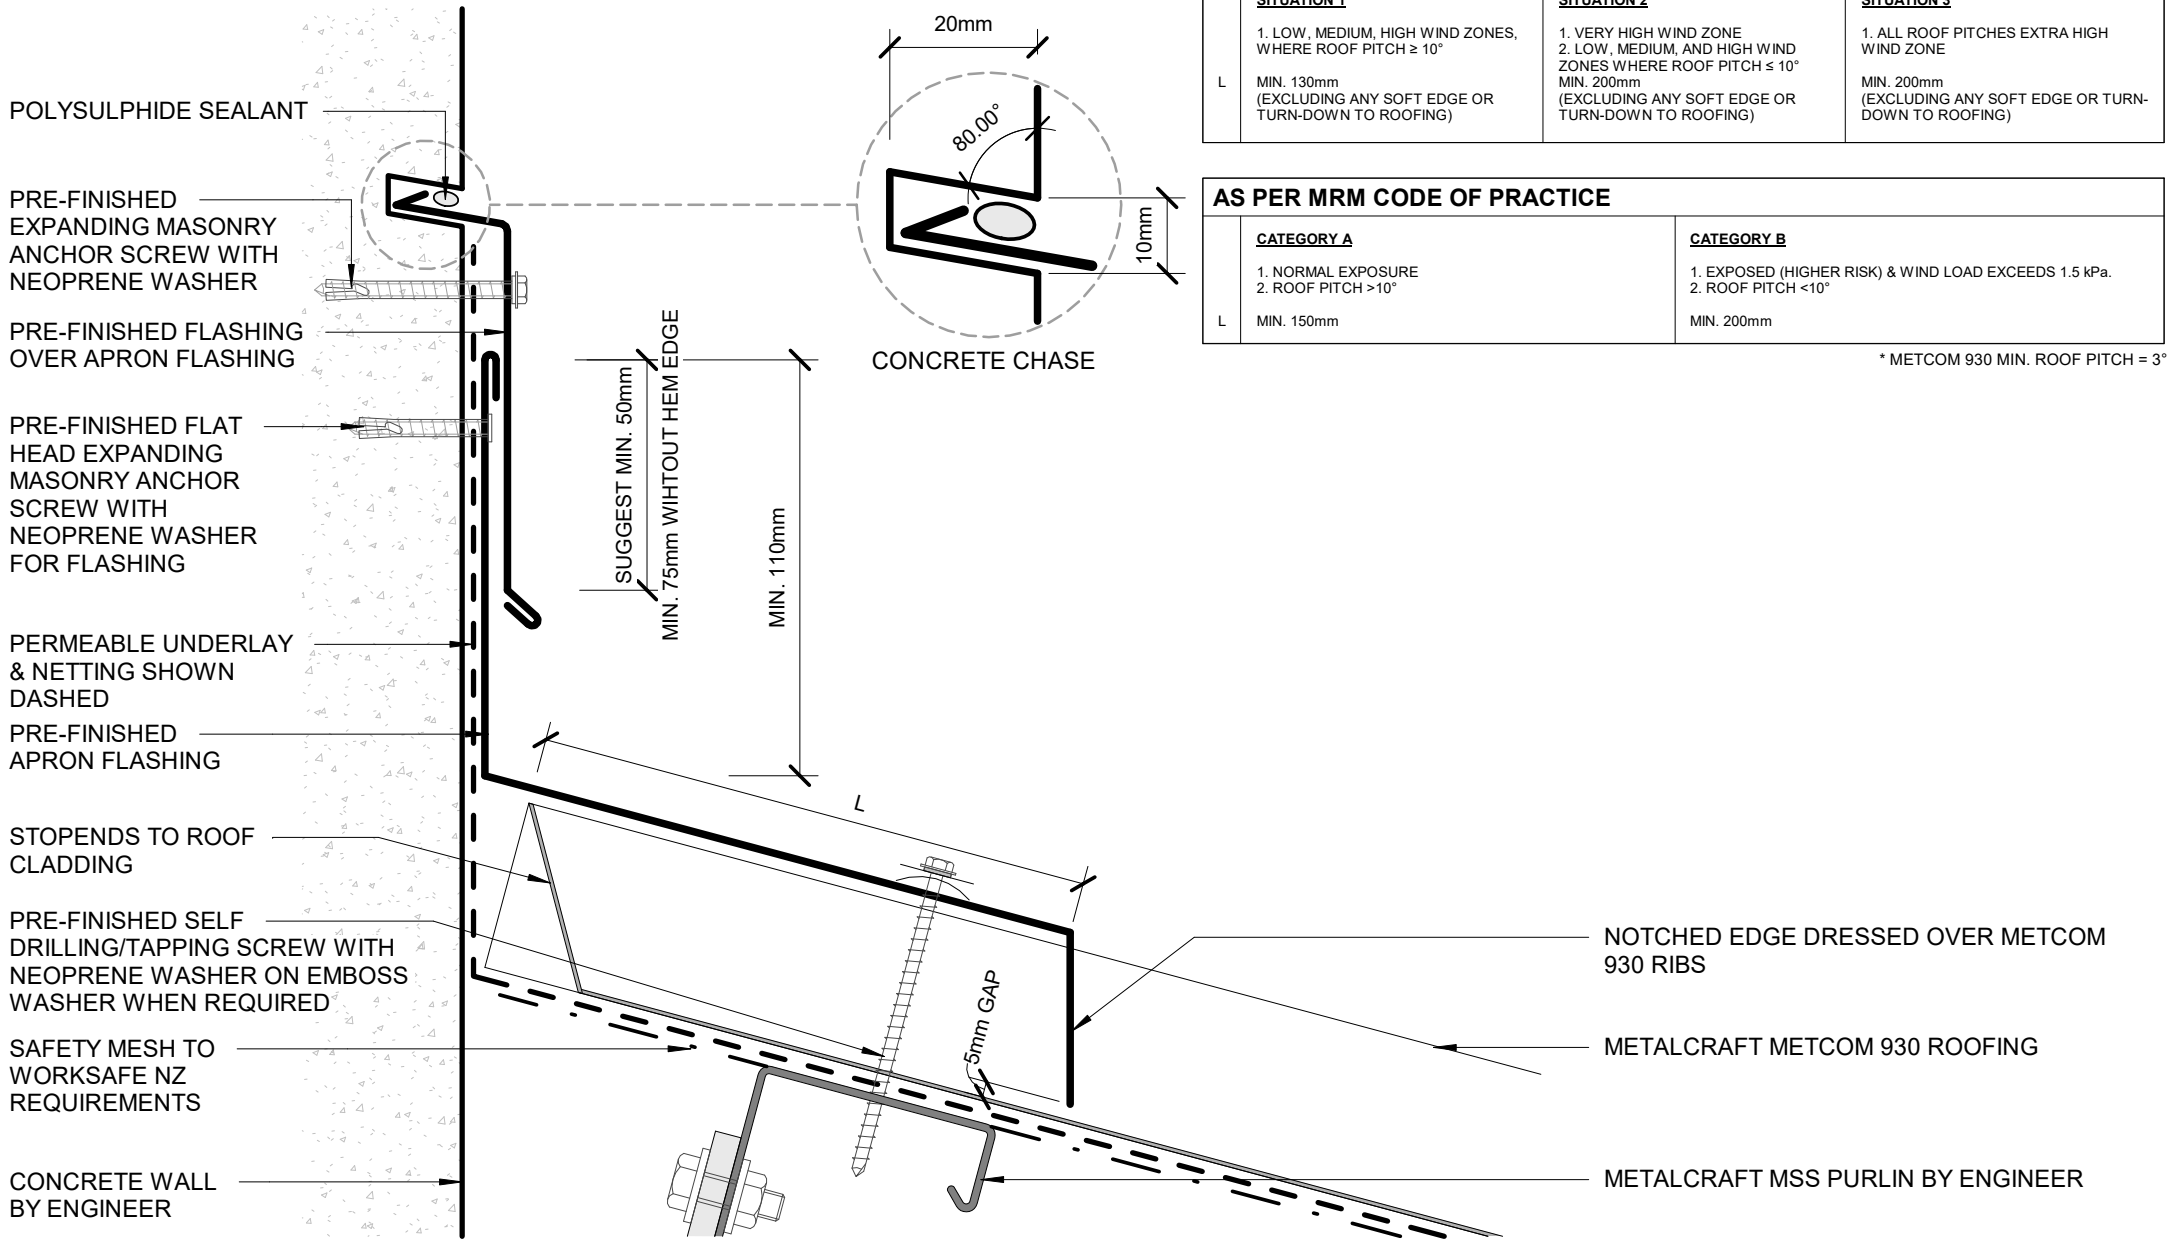 POLYSULPHIDE SEALANT
PRE-FINISHED
EXPANDING MASONRY
ANCHOR SCREW WITH
NEOPRENE WASHER
PRE-FINISHED FLASHING
OVER APRON FLASHING
PRE-FINISHED FLAT
HEAD EXPANDING
MASONRY ANCHOR
SCREW WITH
NEOPRENE WASHER
FOR FLASHING
PERMEABLE UNDERLAY
& NETTING SHOWN
DASHED
PRE-FINISHED
APRON FLASHING
STOPENDS TO ROOF
CLADDING
PRE-FINISHED SELF
DRILLING/TAPPING SCREW WITH
NEOPRENE WASHER ON EMBOSS
WASHER WHEN REQUIRED
SAFETY MESH TO
WORKSAFE NZ
REQUIREMENTS
CONCRETE WALL
BY ENGINEER
SUGGEST MIN. 50mm
MIN. 75mm WIHTOUT HEM EDGE
MIN. 110mm
L
5mm GAP
20mm
80.00°
10mm
CONCRETE CHASE
SITUATION 1
1. LOW, MEDIUM, HIGH WIND ZONES,
WHERE ROOF PITCH ≥ 10°
L
MIN. 130mm
(EXCLUDING ANY SOFT EDGE OR
TURN-DOWN TO ROOFING)
SITUATION 2
1. VERY HIGH WIND ZONE
2. LOW, MEDIUM, AND HIGH WIND
ZONES WHERE ROOF PITCH ≤ 10°
MIN. 200mm
(EXCLUDING ANY SOFT EDGE OR
TURN-DOWN TO ROOFING)
SITUATION 3
1. ALL ROOF PITCHES EXTRA HIGH
WIND ZONE
MIN. 200mm
(EXCLUDING ANY SOFT EDGE OR TURN-
DOWN TO ROOFING)
AS PER MRM CODE OF PRACTICE
CATEGORY A
1. NORMAL EXPOSURE
2. ROOF PITCH >10°
L
MIN. 150mm
CATEGORY B
1. EXPOSED (HIGHER RISK) & WIND LOAD EXCEEDS 1.5 kPa.
2. ROOF PITCH <10°
MIN. 200mm
* METCOM 930 MIN. ROOF PITCH = 3°
NOTCHED EDGE DRESSED OVER METCOM
930 RIBS
METALCRAFT METCOM 930 ROOFING
METALCRAFT MSS PURLIN BY ENGINEER